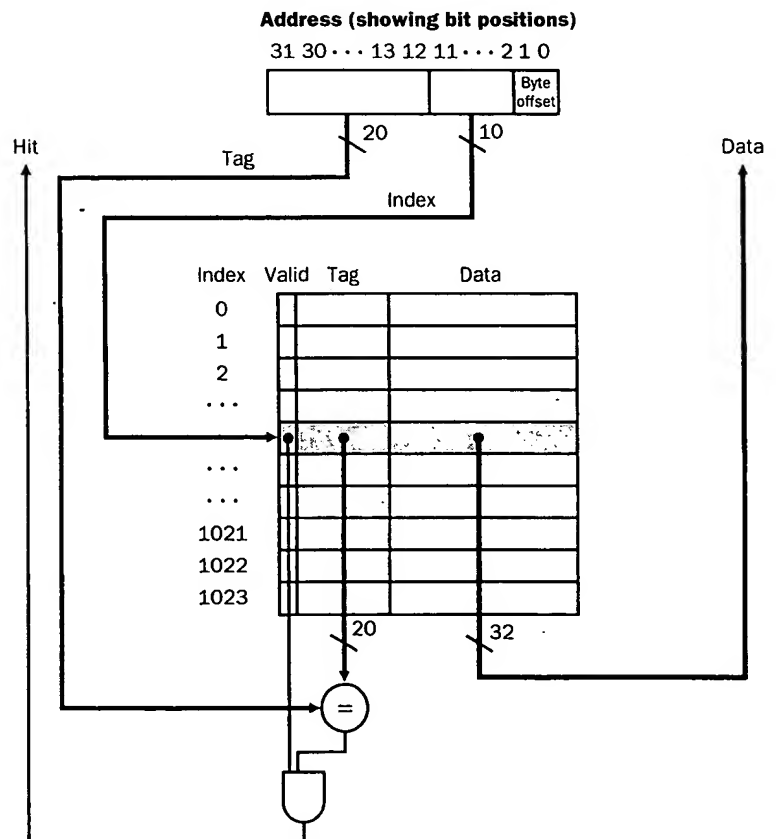 Address (showing bit positions)
31 30 · · · 13 12 11 · · · 2 1 0
Byte
offset
20
10
Hit
Tag
Data
Index
Index Valid Tag Data
0
1
2
· · ·
· · ·
· · ·
1021
1022
1023
20
32
=